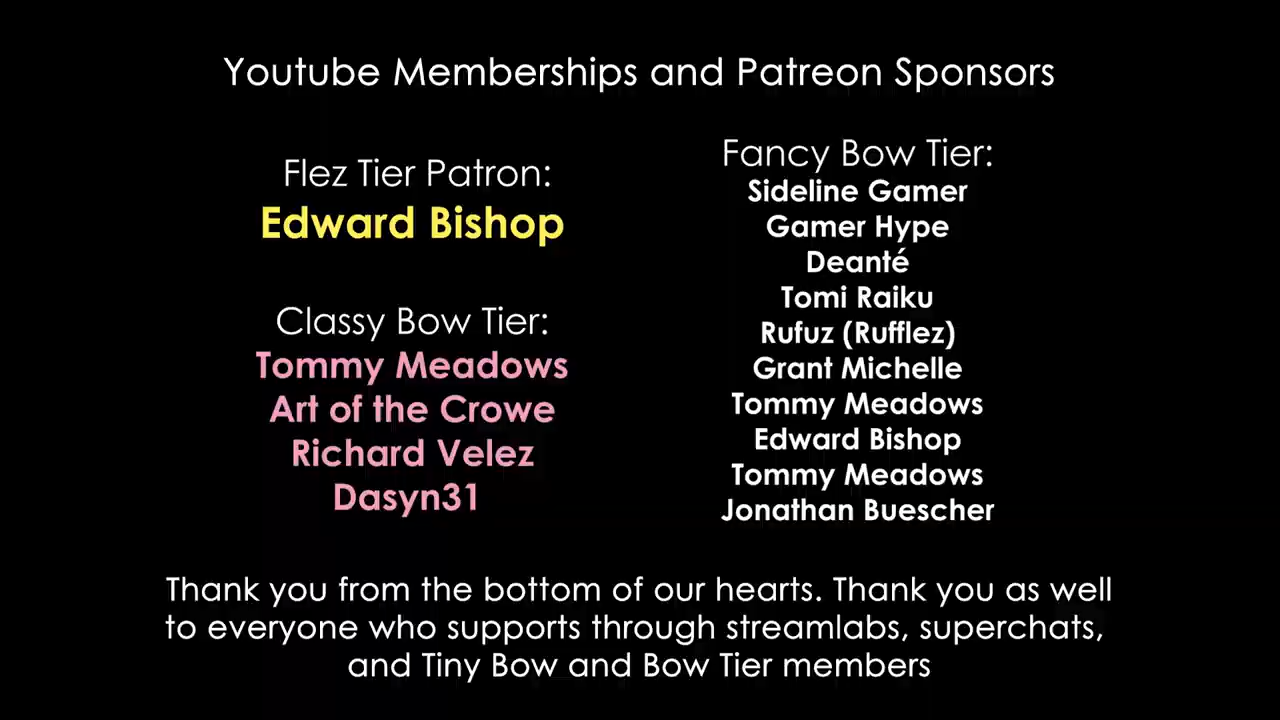 Youtube Memberships and Patreon Sponsors
Flez Tier Patron:
Edward Bishop
Classy Bow Tier:
Tommy Meadows
Art of the Crowe
Richard Velez
Dasyn31
Fancy Bow Tier:
Sideline Gamer
Gamer Hype
Deanté
Tomi Raiku
Rufuz (Rufflez)
Grant Michelle
Tommy Meadows
Edward Bishop
Tommy Meadows
Jonathan Buescher
Thank you from the bottom of our hearts. Thank you as well
to everyone who supports through streamlabs, superchats,
and Tiny Bow and Bow Tier members